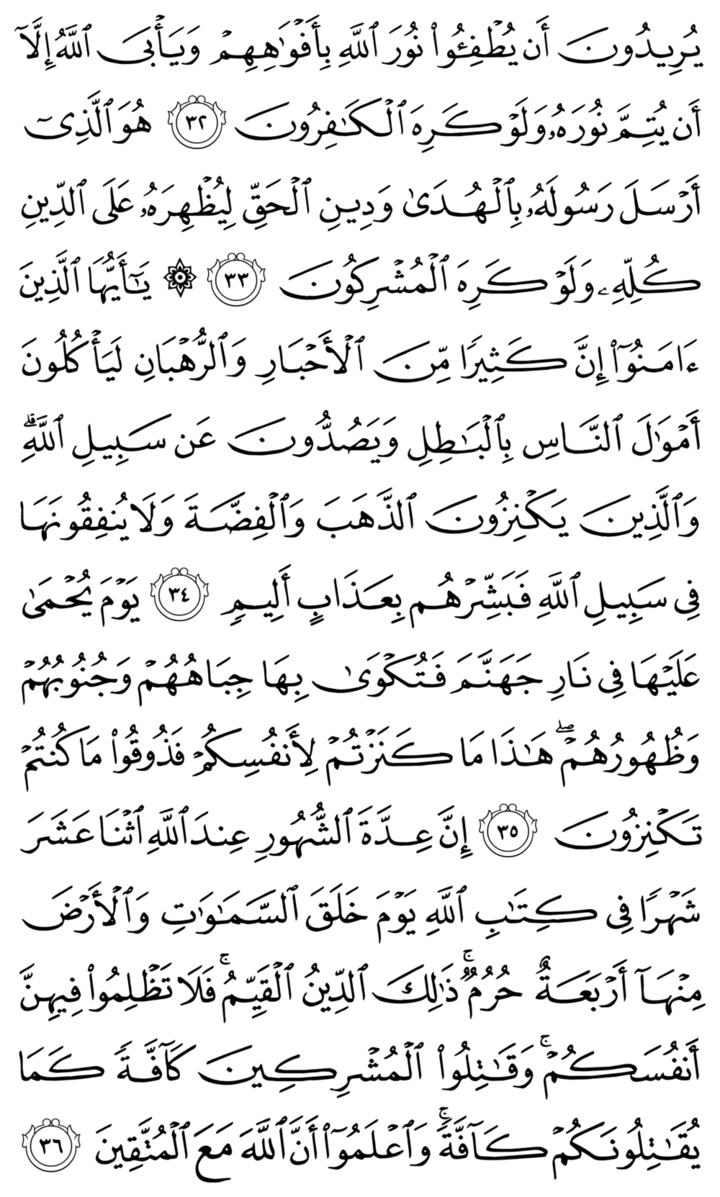 يُرِيدُونَ أَن يُطۡفِـُٔواْ نُورَ ٱللَّهِ بِأَفۡوَٰهِهِمۡ وَيَأۡبَى ٱللَّهُ إِلَّآ
أَن يُتِمَّ نُورَهُۥ وَلَوۡ كَرِهَ ٱلۡكَٰفِرُونَ ٣٢ هُوَ ٱلَّذِيٓ
أَرۡسَلَ رَسُولَهُۥ بِٱلۡهُدَىٰ وَدِينِ ٱلۡحَقِّ لِيُظۡهِرَهُۥ عَلَى ٱلدِّينِ
كُلِّهِۦ وَلَوۡ كَرِهَ ٱلۡمُشۡرِكُونَ ٣٣ ۞ يَٰٓأَيُّهَا ٱلَّذِينَ
ءَامَنُوٓاْ إِنَّ كَثِيرٗا مِّنَ ٱلۡأَحۡبَارِ وَٱلرُّهۡبَانِ لَيَأۡكُلُونَ
أَمۡوَٰلَ ٱلنَّاسِ بِٱلۡبَٰطِلِ وَيَصُدُّونَ عَن سَبِيلِ ٱللَّهِۗ
وَٱلَّذِينَ يَكۡنِزُونَ ٱلذَّهَبَ وَٱلۡفِضَّةَ وَلَا يُنفِقُونَهَا
فِي سَبِيلِ ٱللَّهِ فَبَشِّرۡهُم بِعَذَابٍ أَلِيمٖ ٣٤ يَوۡمَ يُحۡمَىٰ
عَلَيۡهَا فِي نَارِ جَهَنَّمَ فَتُكۡوَىٰ بِهَا جِبَاهُهُمۡ وَجُنُوبُهُمۡ
وَظُهُورُهُمۡۖ هَٰذَا مَا كَنَزۡتُمۡ لِأَنفُسِكُمۡ فَذُوقُواْ مَا كُنتُمۡ
تَكۡنِزُونَ ٣٥ إِنَّ عِدَّةَ ٱلشُّهُورِ عِندَ ٱللَّهِ ٱثۡنَا عَشَرَ
شَهۡرٗا فِي كِتَٰبِ ٱللَّهِ يَوۡمَ خَلَقَ ٱلسَّمَٰوَٰتِ وَٱلۡأَرۡضَ
مِنۡهَآ أَرۡبَعَةٌ حُرُمٞۚ ذَٰلِكَ ٱلدِّينُ ٱلۡقَيِّمُۚ فَلَا تَظۡلِمُواْ فِيهِنَّ
أَنفُسَكُمۡۚ وَقَٰتِلُواْ ٱلۡمُشۡرِكِينَ كَآفَّةٗ كَمَا
يُقَٰتِلُونَكُمۡ كَآفَّةٗۚ وَٱعۡلَمُوٓاْ أَنَّ ٱللَّهَ مَعَ ٱلۡمُتَّقِينَ ٣٦